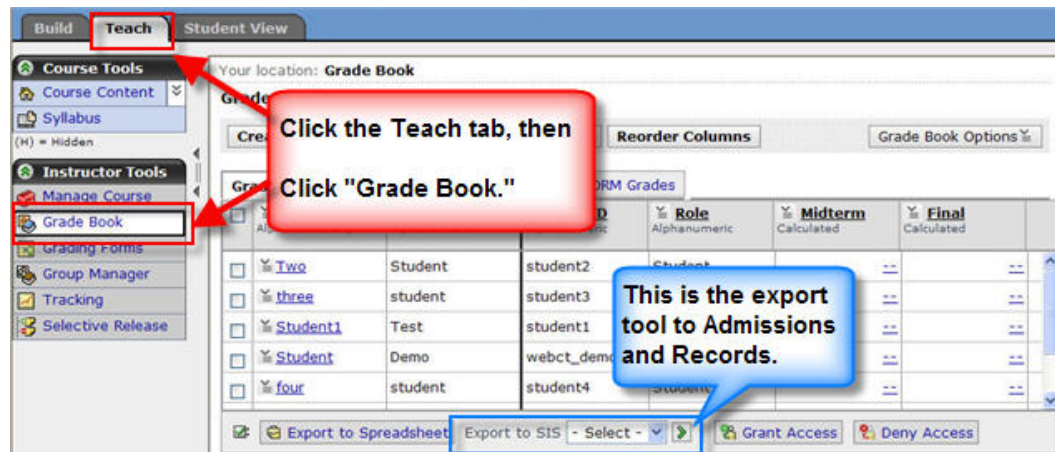 Build Teach Student View
Course Tools
Course Content
Syllabus
(H) = Hidden
Instructor Tools
Manage Course
Grade Book
Grading Forms
Group Manager
Tracking
Selective Release
Your location: Grade Book
Click the Teach tab, then
Click "Grade Book."
Reorder Columns Grade Book Options
Grades
Role Midterm Final
Alphanumeric Calculated Calculated
Two Student student2 Student -- --
three student student3 -- --
Student1 Test student1 -- --
Student Demo webct_demo -- --
four student student4 Student -- --
This is the export
tool to Admissions
and Records.
Export to Spreadsheet Export to SIS - Select - Grant Access Deny Access